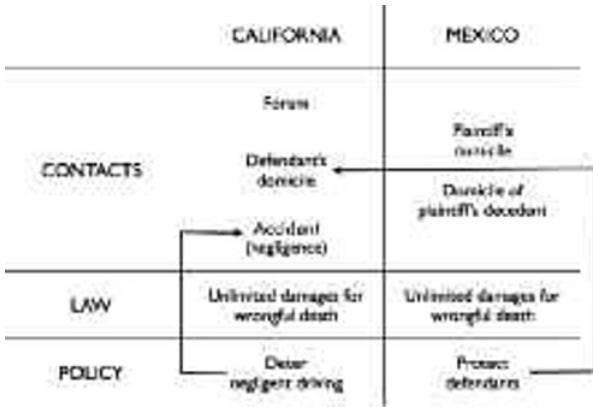 CALIFORNIA MEXICO
Forum
Plaintiff's
domicile
CONTACTS
Defendant's
domicile
Domicile of
plaintiff's decedent
Accident
(negligence)
LAW
Unlimited damages for
wrongful death
Unlimited damages for
wrongful death
POLICY
Deter
negligent driving
Protect
defendants